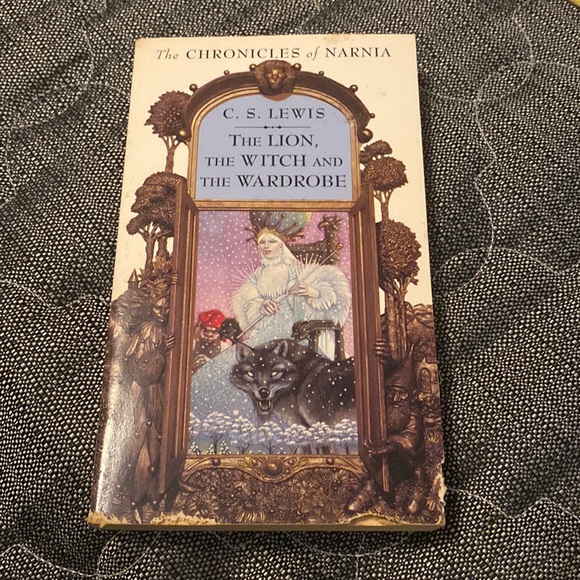 The CHRONICLES of NARNIA
C. S. LEWIS
THE LION,
THE WITCH AND
THE WARDROBE